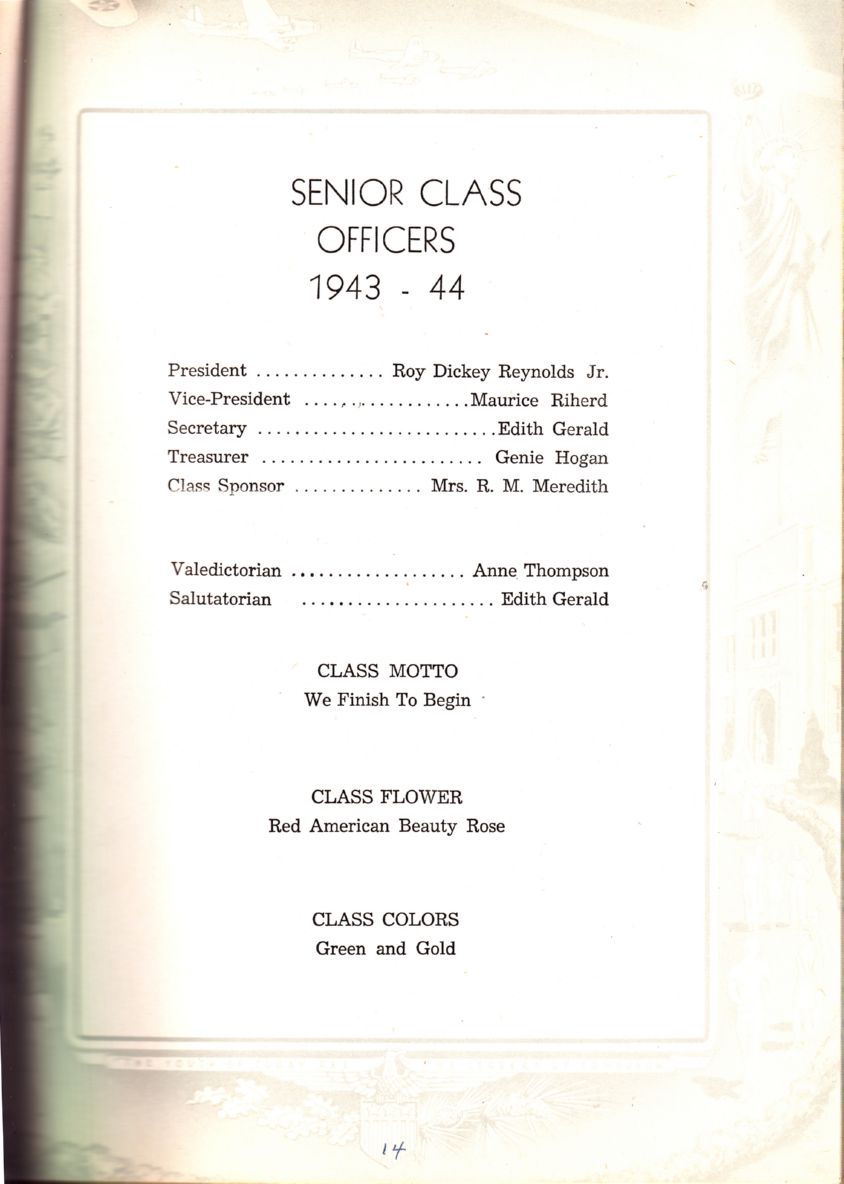 SENIOR CLASS
OFFICERS
1943 - 44
President .............. Roy Dickey Reynolds Jr.
Vice-President ..................Maurice Riherd
Secretary ..........................Edith Gerald
Treasurer ........................ Genie Hogan
Class Sponsor .............. Mrs. R. M. Meredith
Valedictorian ................... Anne Thompson
Salutatorian ..................... Edith Gerald
CLASS MOTTO
We Finish To Begin
CLASS FLOWER
Red American Beauty Rose
CLASS COLORS
Green and Gold
14